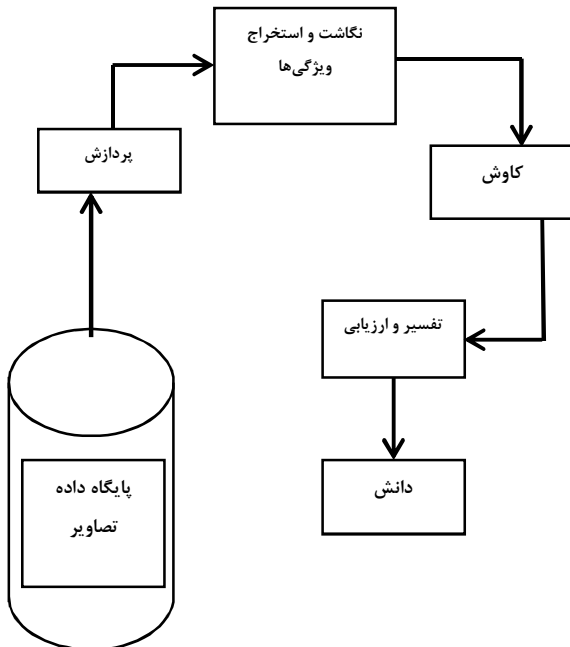 نگاشت و استخراج
ویژگی‌ها
پردازش
کاوش
تفسیر و ارزیابی
دانش
پایگاه داده
تصاویر